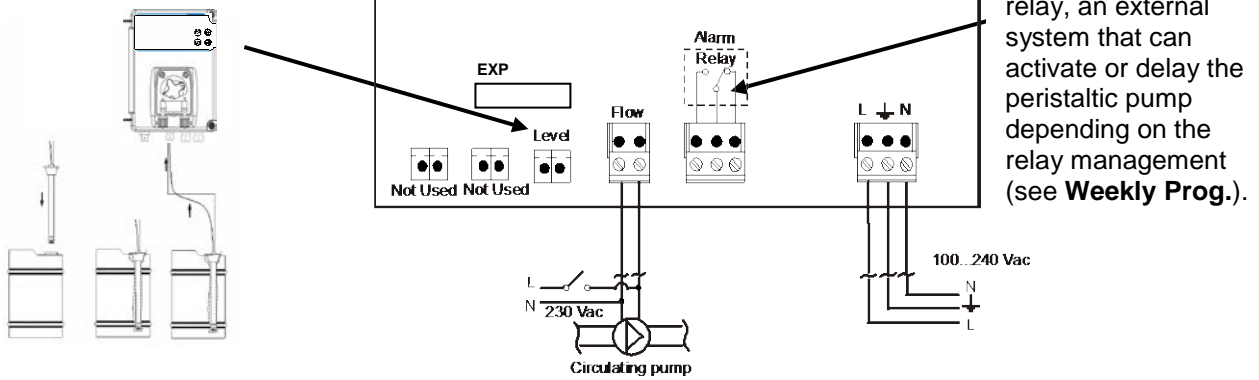 relay, an external
system that can
activate or delay the
peristaltic pump
depending on the
relay management
(see Weekly Prog.).
Alarm
Relay
EXP
Flow
Level
L N
Not Used Not Used
100...240 Vac
N
L
L
N 230 Vac
Circulating pump